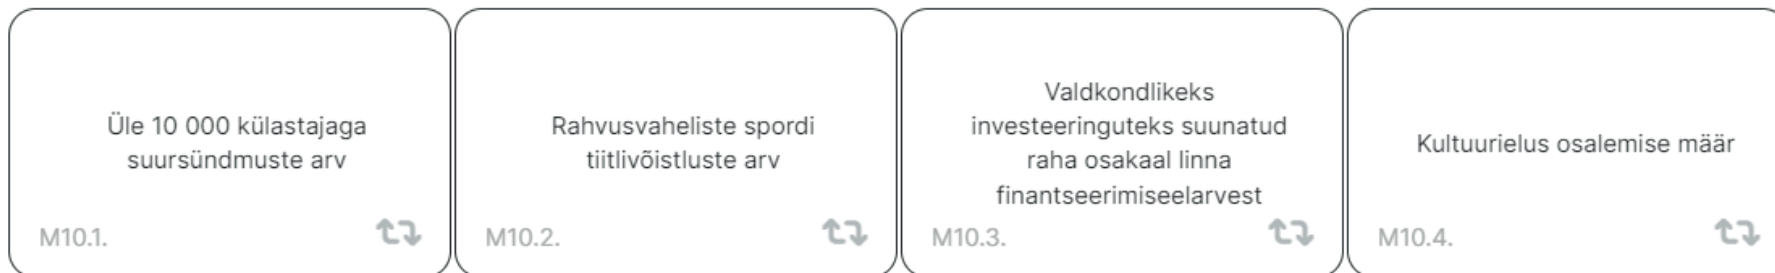 Üle 10 000 külastajaga
suursündmuste arv
M10.1.
Rahvusvaheliste spordi
tiitlivõistluste arv
M10.2.
Valdkondlikeks
investeeringuteks suunatud
raha osakaal linna
finantseerimiseelarvest
M10.3.
Kultuurielus osalemise määr
M10.4.